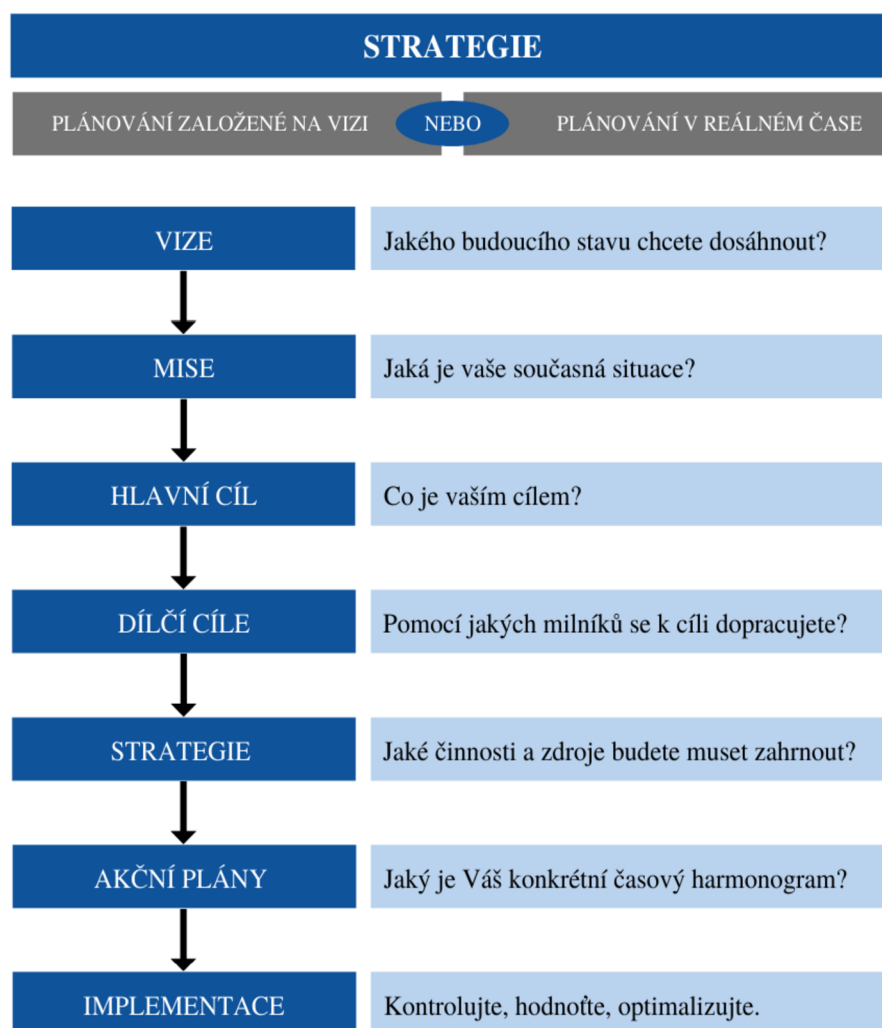 STRATEGIE
PLÁNOVÁNÍ ZALOŽENÉ NA VIZI NEBO PLÁNOVÁNÍ V REÁLNÉM ČASE
VIZE Jakého budoucího stavu chcete dosáhnout?
MISE Jaká je vaše současná situace?
HLAVNÍ CÍL Co je vaším cílem?
DÍLČÍ CÍLE Pomocí jakých milníků se k cíli dopracujete?
STRATEGIE Jaké činnosti a zdroje budete muset zahrnout?
AKČNÍ PLÁNY Jaký je Váš konkrétní časový harmonogram?
IMPLEMENTACE Kontrolujte, hodnoťte, optimalizujte.